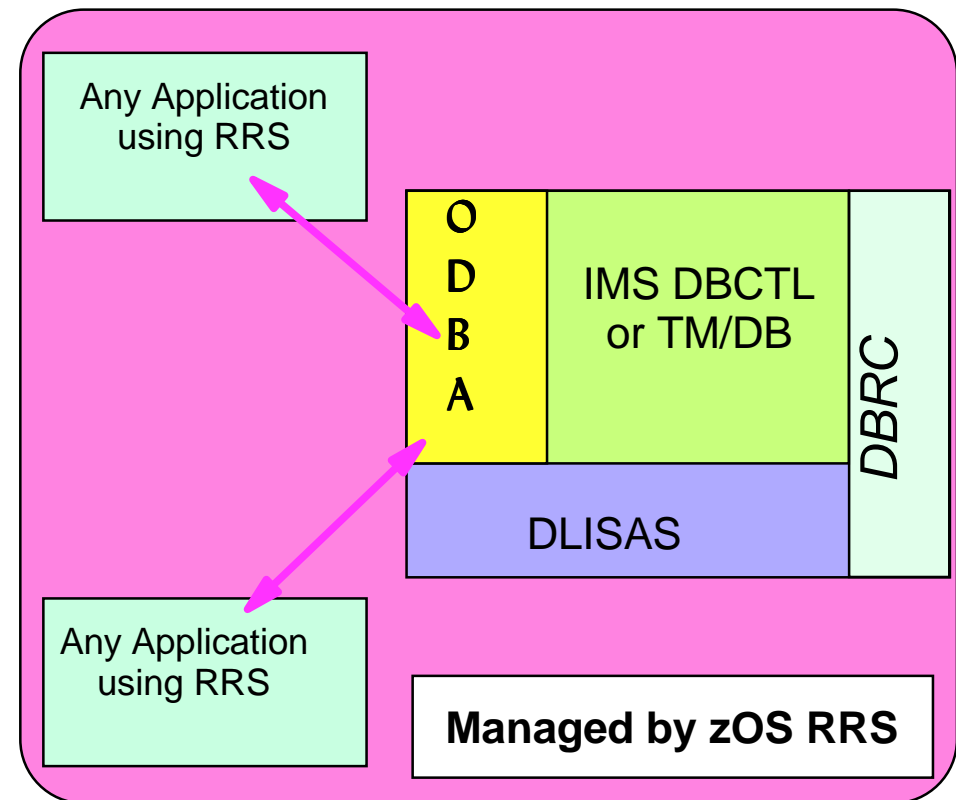 Any Application
using RRS
O
D
B
A
IMS DBCTL
or TM/DB
DBRC
DLISAS
Any Application
using RRS
Managed by zOS RRS